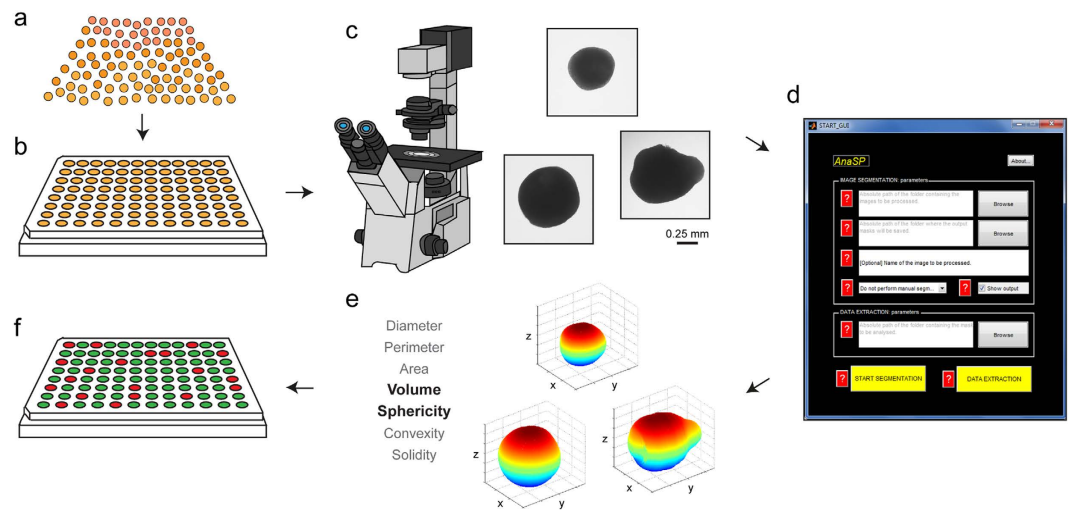 a
b
c
0.25 mm
d
START_GUI
AnaSP
About...
IMAGE SEGMENTATION: parameters
?
Absolute path of the folder containing the
images to be processed.
Browse
?
Absolute path of the folder where the output
masks will be saved.
Browse
?
[Optional] Name of the image to be processed.
?
Do not perform manual segm...
?
Show output
DATA EXTRACTION: parameters
?
Absolute path of the folder containing the mask
to be analysed.
Browse
?
START SEGMENTATION
?
DATA EXTRACTION
e
Diameter
Perimeter
Area
Volume
Sphericity
Convexity
Solidity
z
x
y
z
x
y
z
x
y
f